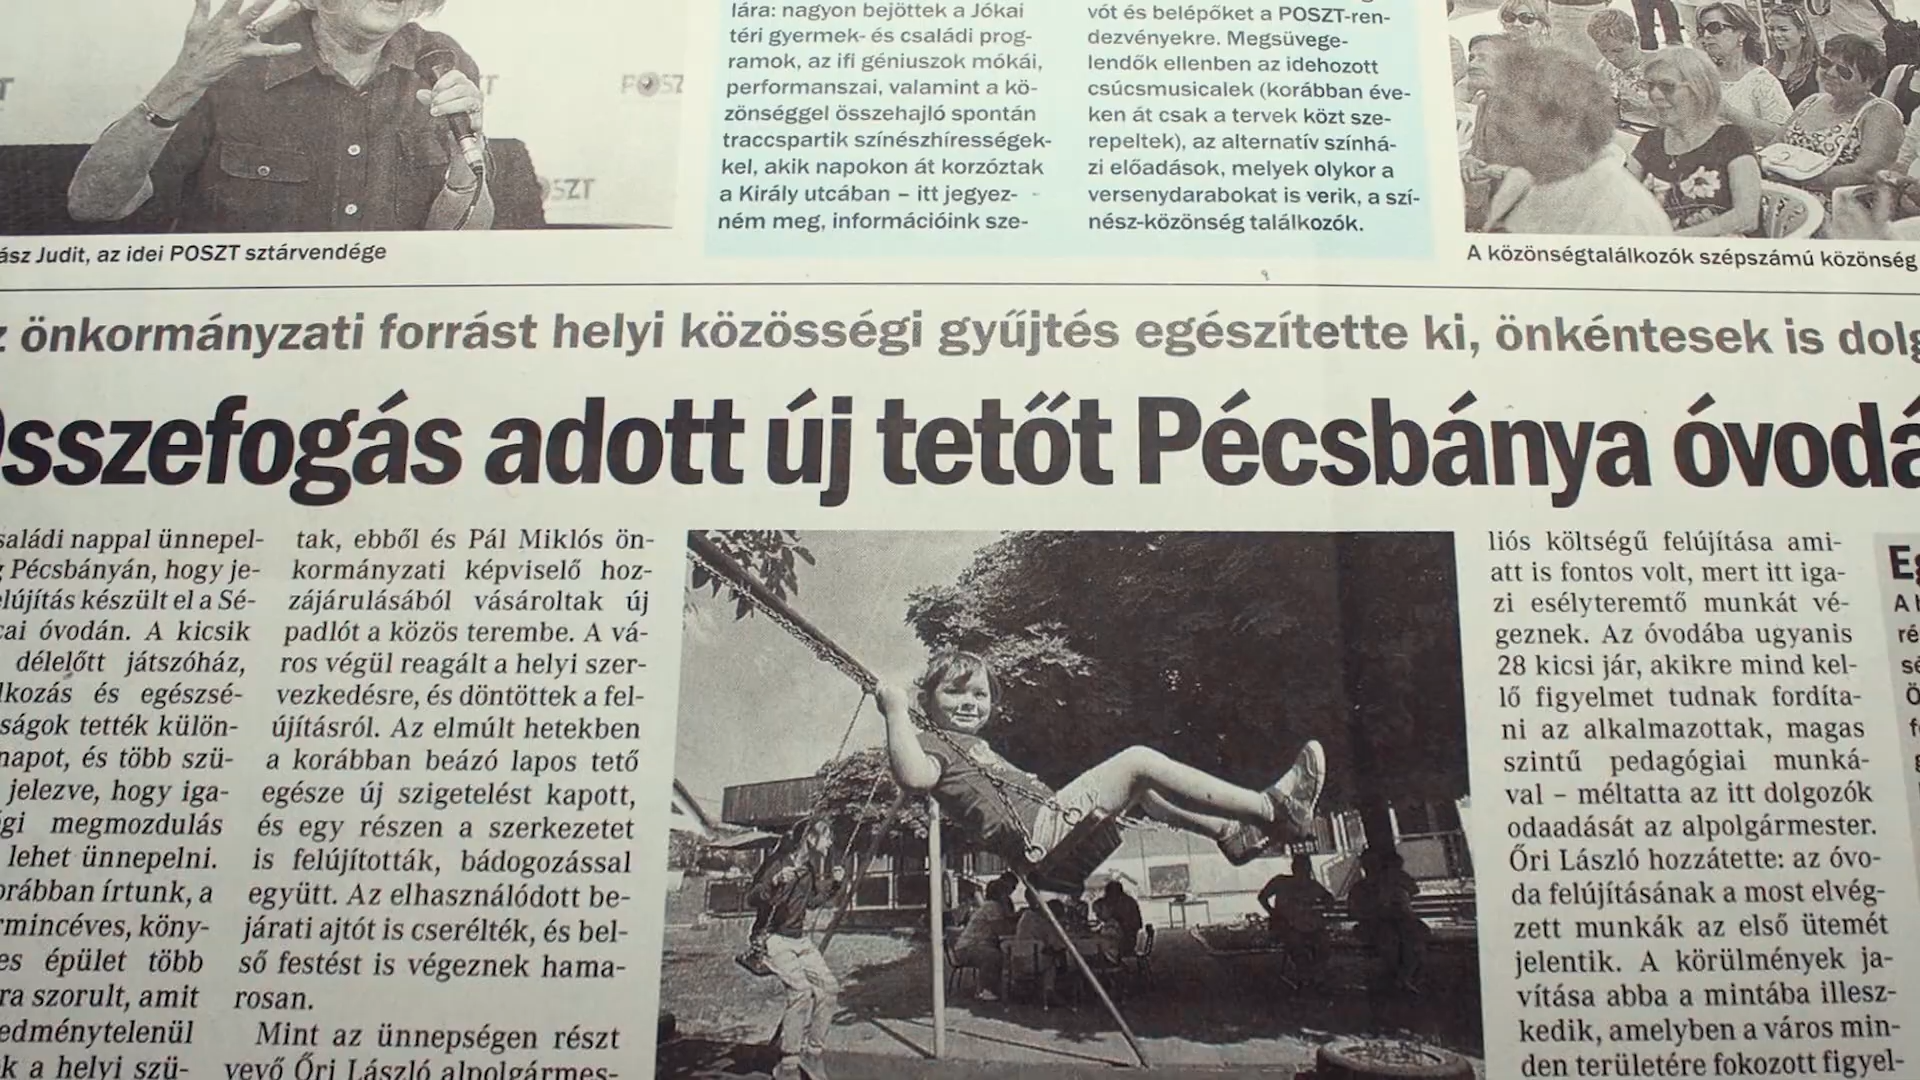 POSZT
lára: nagyon bejöttek a Jókai
téri gyermek- és családi prog-
ramok, az ifi géniuszok mókái,
performanszai, valamint a kö-
zönséggel összehajló spontán
traccspartik színészhírességek-
kel, akik napokon át korzóztak
a Király utcában – itt jegyez-
ném meg, információink sze-
vót és belépőket a POSZT-ren-
dezvényekre. Megsüvege-
lendők ellenben az idehozott
csúcsmusicalek (korábban éve-
ken át csak a tervek közt sze-
repeltek), az alternatív színhá-
zi előadások, melyek olykor a
versenydarabokat is verik, a szí-
nész-közönség találkozók.
ász Judit, az idei POSZT sztárvendége
A közönségtalálkozók szépszámú közönség
z önkormányzati forrást helyi közösségi gyűjtés egészítette ki, önkéntesek is dolg
sszefogás adott új tetőt Pécsbánya óvodá
saládi nappal ünnepel-
g Pécsbányán, hogy je-
elújítás készült el a Sé-
cai óvodán. A kicsik
délelőtt játszóház,
lkozás és egészsé-
ságok tették külön-
napot, és több szü-
jelezve, hogy iga-
gi megmozdulás
lehet ünnepelni.
orábban írtunk, a
rmincéves, köny-
es épület több
ra szorult, amit
edménytelenül
k a helyi szü-
tak, ebből és Pál Miklós ön-
kormányzati képviselő hoz-
zájárulásából vásároltak új
padlót a közös terembe. A vá-
ros végül reagált a helyi szer-
vezkedésre, és döntöttek a fel-
újításról. Az elmúlt hetekben
a korábban beázó lapos tető
egésze új szigetelést kapott,
és egy részen a szerkezetet
is felújították, bádogozással
együtt. Az elhasználódott be-
járati ajtót is cserélték, és bel-
ső festést is végeznek hama-
rosan.
Mint az ünnepségen részt
vevő Őri László alpolgármes-
liós költségű felújítása ami-
att is fontos volt, mert itt iga-
zi esélyteremtő munkát vé-
geznek. Az óvodába ugyanis
28 kicsi jár, akikre mind kel-
lő figyelmet tudnak fordíta-
ni az alkalmazottak, magas
szintű pedagógiai munká-
val – méltatta az itt dolgozók
odaadását az alpolgármester.
Őri László hozzátette: az óvo-
da felújításának a most elvég-
zett munkák az első ütemét
jelentik. A körülmények ja-
vítása abba a mintába illesz-
kedik, amelyben a város min-
den területére fokozott figyel-